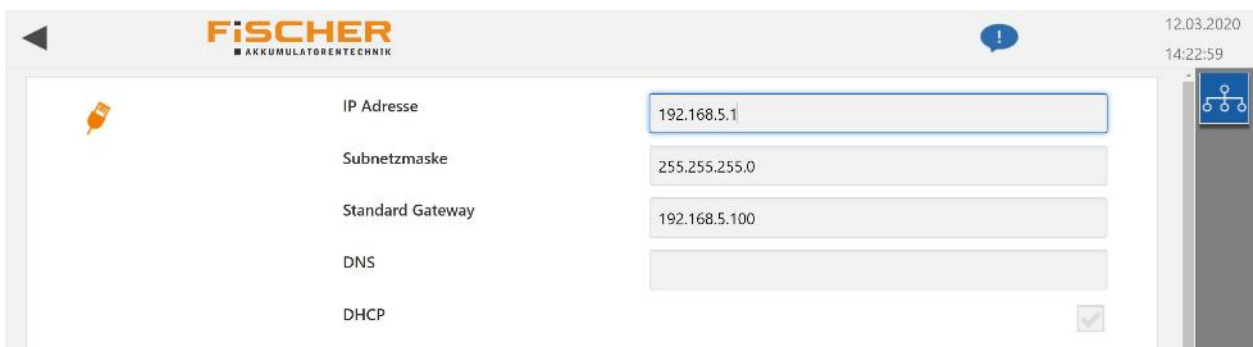 FiSCHER
AKKUMULATORENTECHNIK
!
12.03.2020
14:22:59
IP Adresse
192.168.5.1
Subnetzmaske
255.255.255.0
Standard Gateway
192.168.5.100
DNS
DHCP